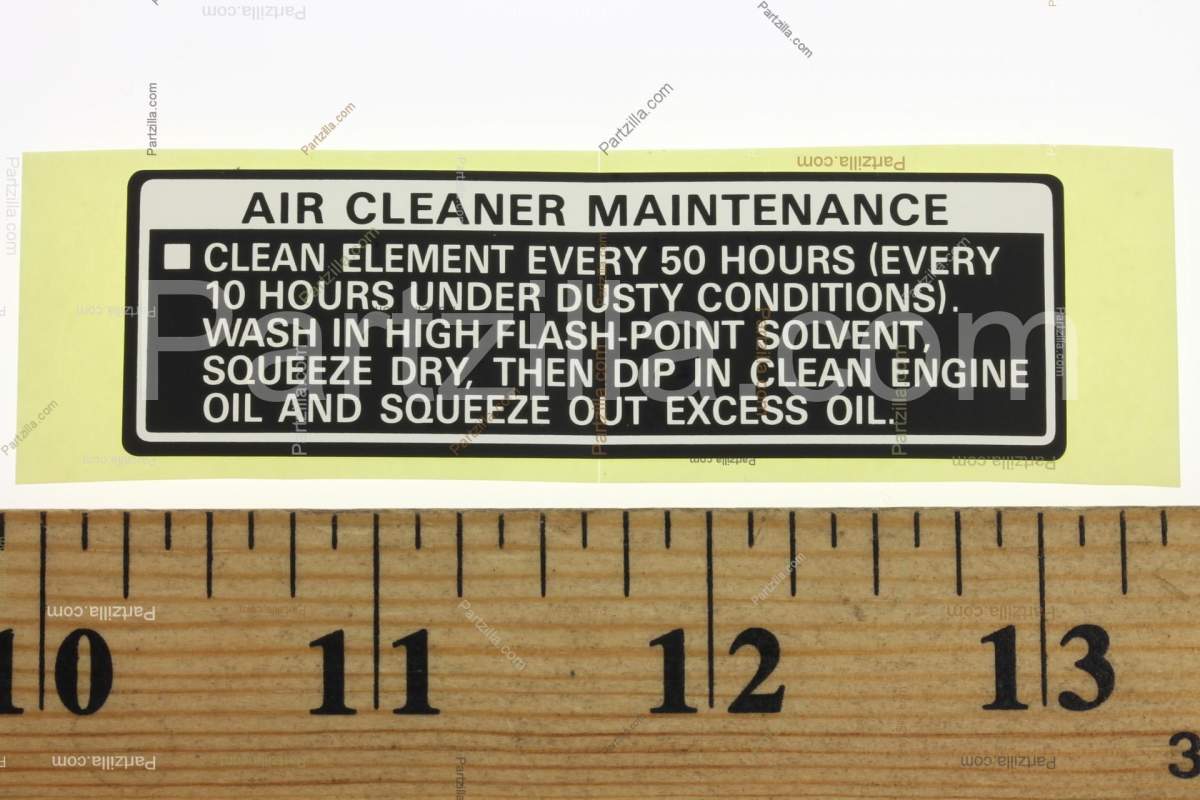 AIR CLEANER MAINTENANCE
CLEAN ELEMENT EVERY 50 HOURS (EVERY
10 HOURS UNDER DUSTY CONDITIONS).
WASH IN HIGH FLASH-POINT SOLVENT,
SQUEEZE DRY, THEN DIP IN CLEAN ENGINE
OIL AND SQUEEZE OUT EXCESS OIL.
Partzilla.com
10 11 12 13
3